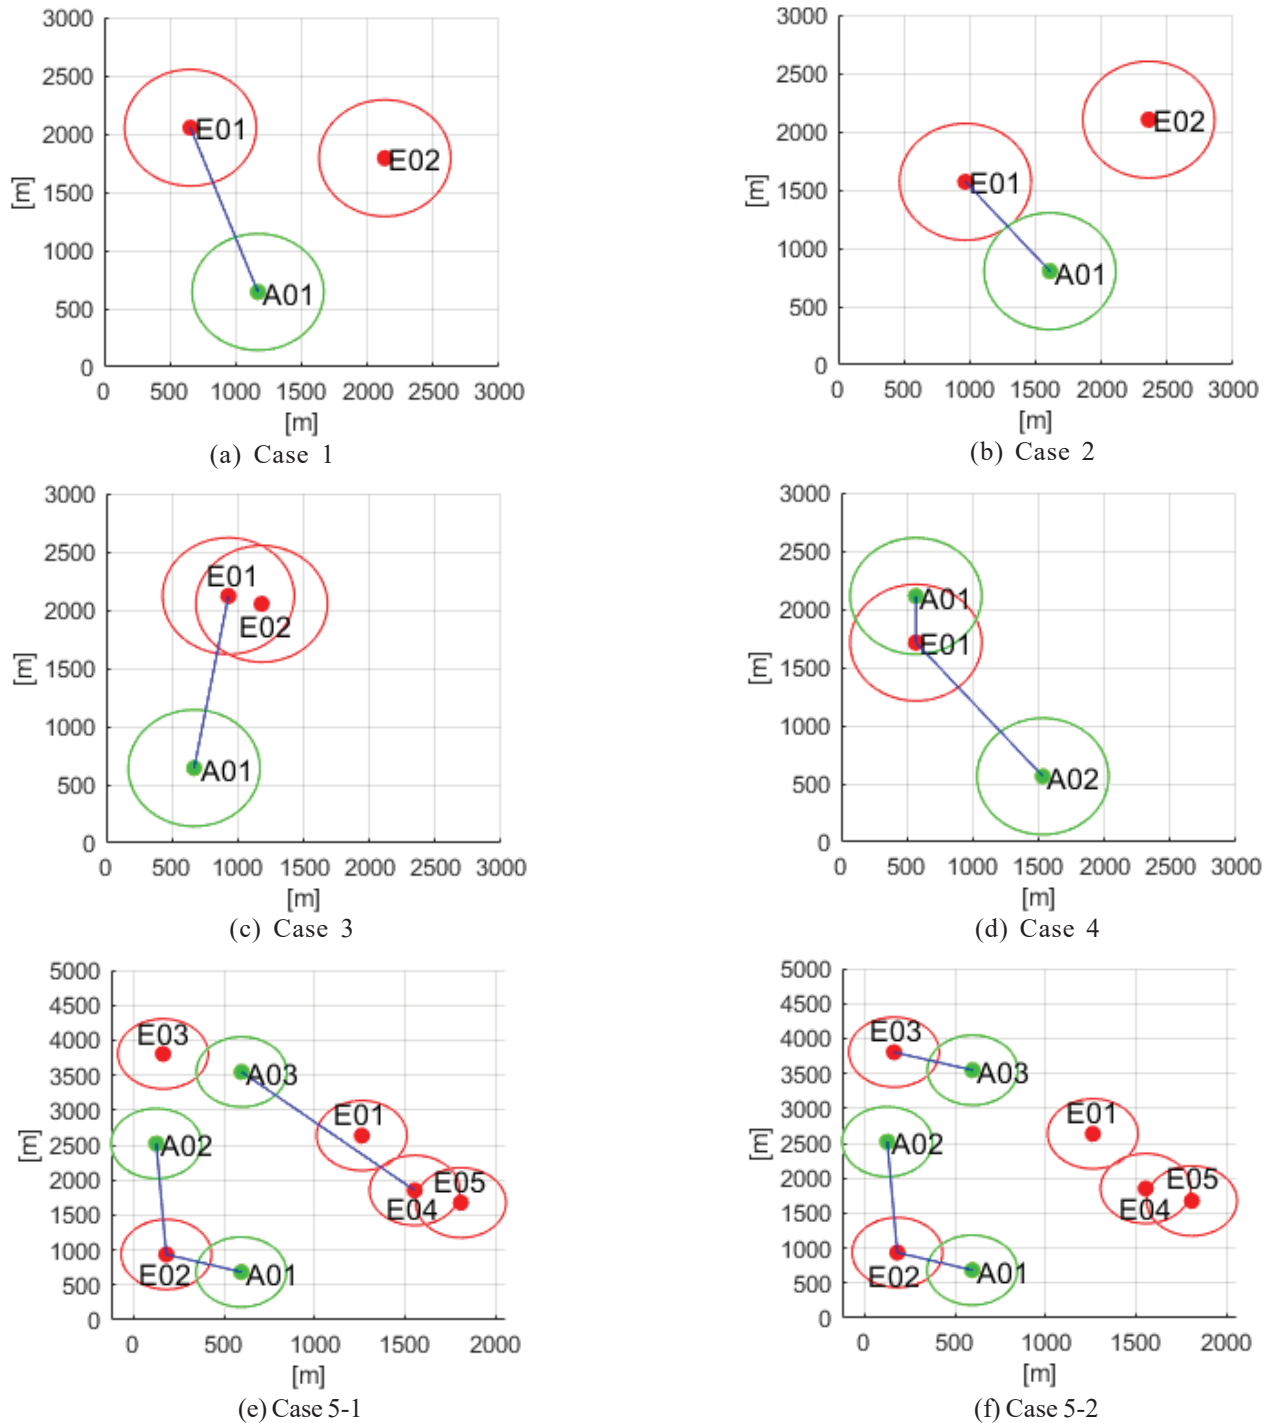 3000
2500
2000
1500
1000
500
0
[m]
E01
E02
A01
0 500 1000 1500 2000 2500 3000
[m]
(a) Case 1
3000
2500
2000
1500
1000
500
0
[m]
E02
E01
A01
0 500 1000 1500 2000 2500 3000
[m]
(b) Case 2
3000
2500
2000
1500
1000
500
0
[m]
E01
E02
A01
0 500 1000 1500 2000 2500 3000
[m]
(c) Case 3
3000
2500
2000
1500
1000
500
0
[m]
A01
E01
A02
0 500 1000 1500 2000 2500 3000
[m]
(d) Case 4
5000
4500
4000
3500
3000
2500
2000
1500
1000
500
0
[m]
E03
A03
E01
A02
E05
E04
E02
A01
0 500 1000 1500 2000
[m]
(e) Case 5-1
5000
4500
4000
3500
3000
2500
2000
1500
1000
500
0
[m]
E03
A03
E01
A02
E05
E04
E02
A01
0 500 1000 1500 2000
[m]
(f) Case 5-2